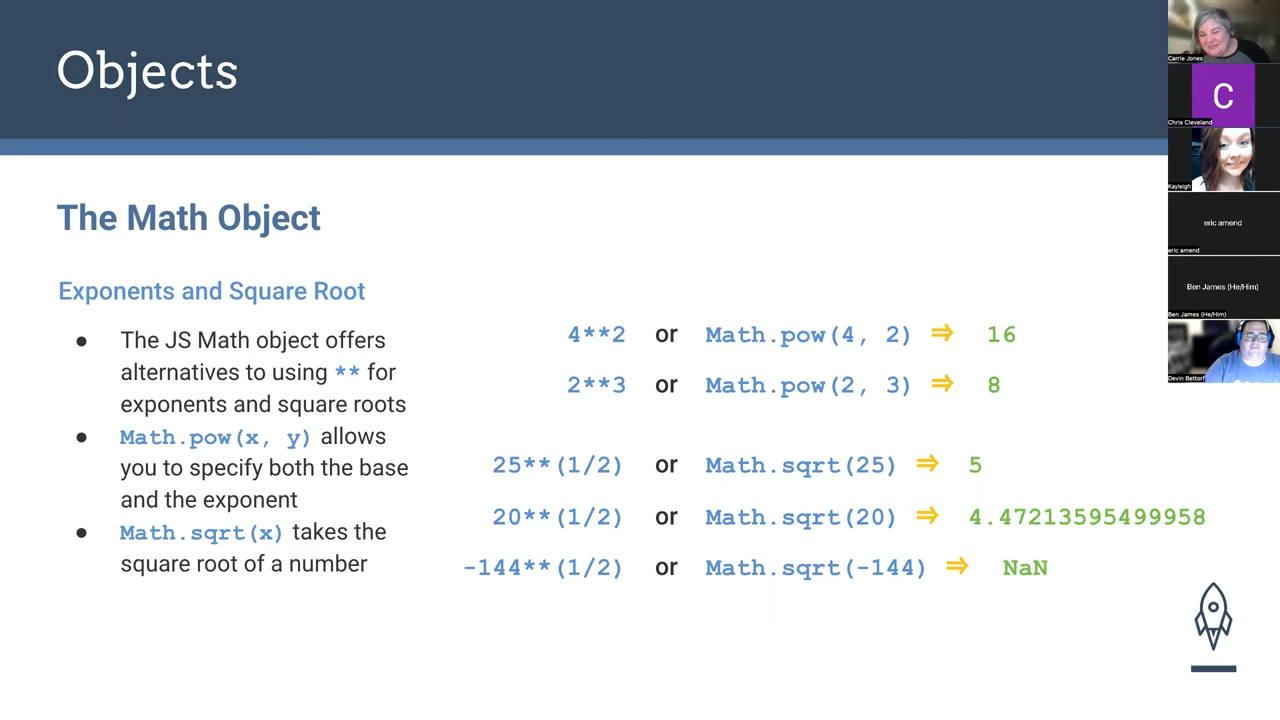 Objects
The Math Object
Exponents and Square Root
● The JS Math object offers
alternatives to using ** for
exponents and square roots
● Math.pow(x, y) allows
you to specify both the base
and the exponent
● Math.sqrt(x) takes the
square root of a number
4**2 or Math.pow(4, 2) ⇒ 16
2**3 or Math.pow(2, 3) ⇒ 8
25**(1/2) or Math.sqrt(25) ⇒ 5
20**(1/2) or Math.sqrt(20) ⇒ 4.47213595499958
-144**(1/2) or Math.sqrt(-144) ⇒ NaN
Carrie Jones
C
Chris Cleveland
Kayleigh
eric amend
eric amend
Ben James (He/Him)
Ben James (He/Him)
Devin Bettorf